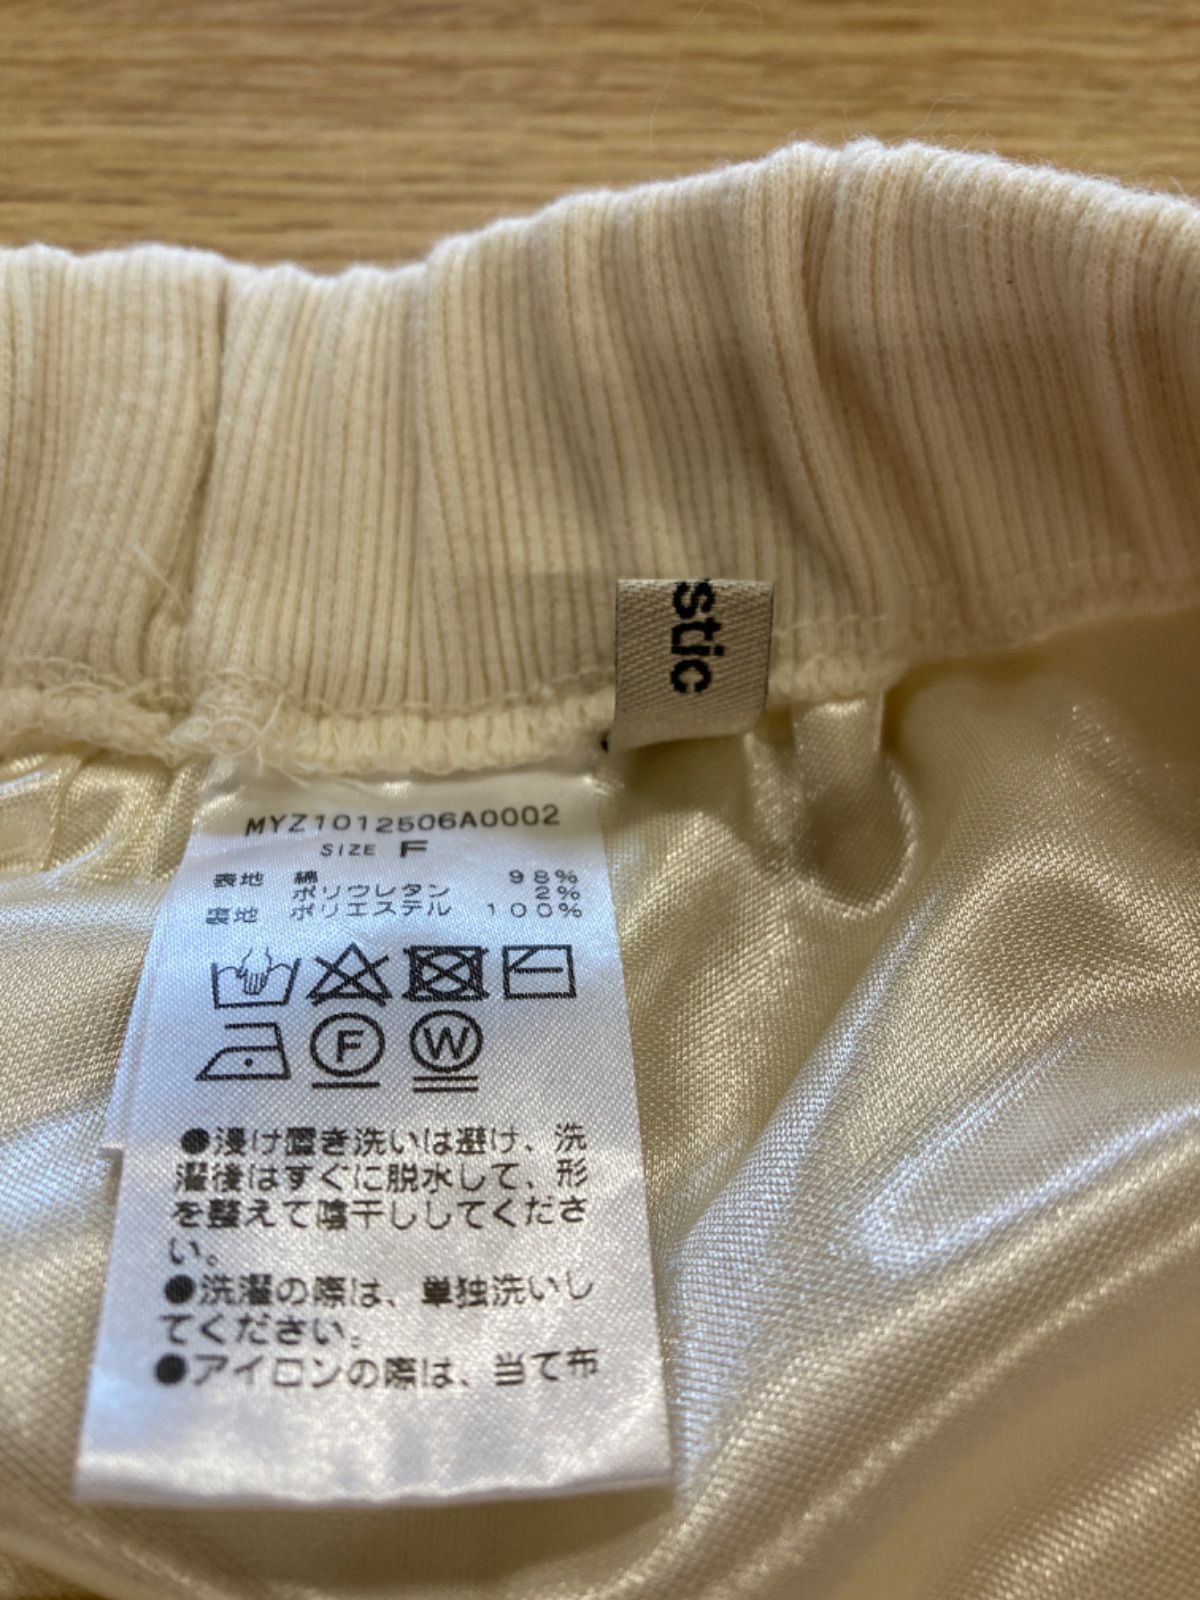 stic
MYZ1012506A0002
SIZE F
表地 綿 98%
ポリウレタン 2%
裏地 ポリエステル 100%
F W
●浸け置き洗いは避け、洗
濯後はすぐに脱水して、形
を整えて陰干ししてくださ
い。
●洗濯の際は、単独洗いし
てください。
●アイロンの際は、当て布